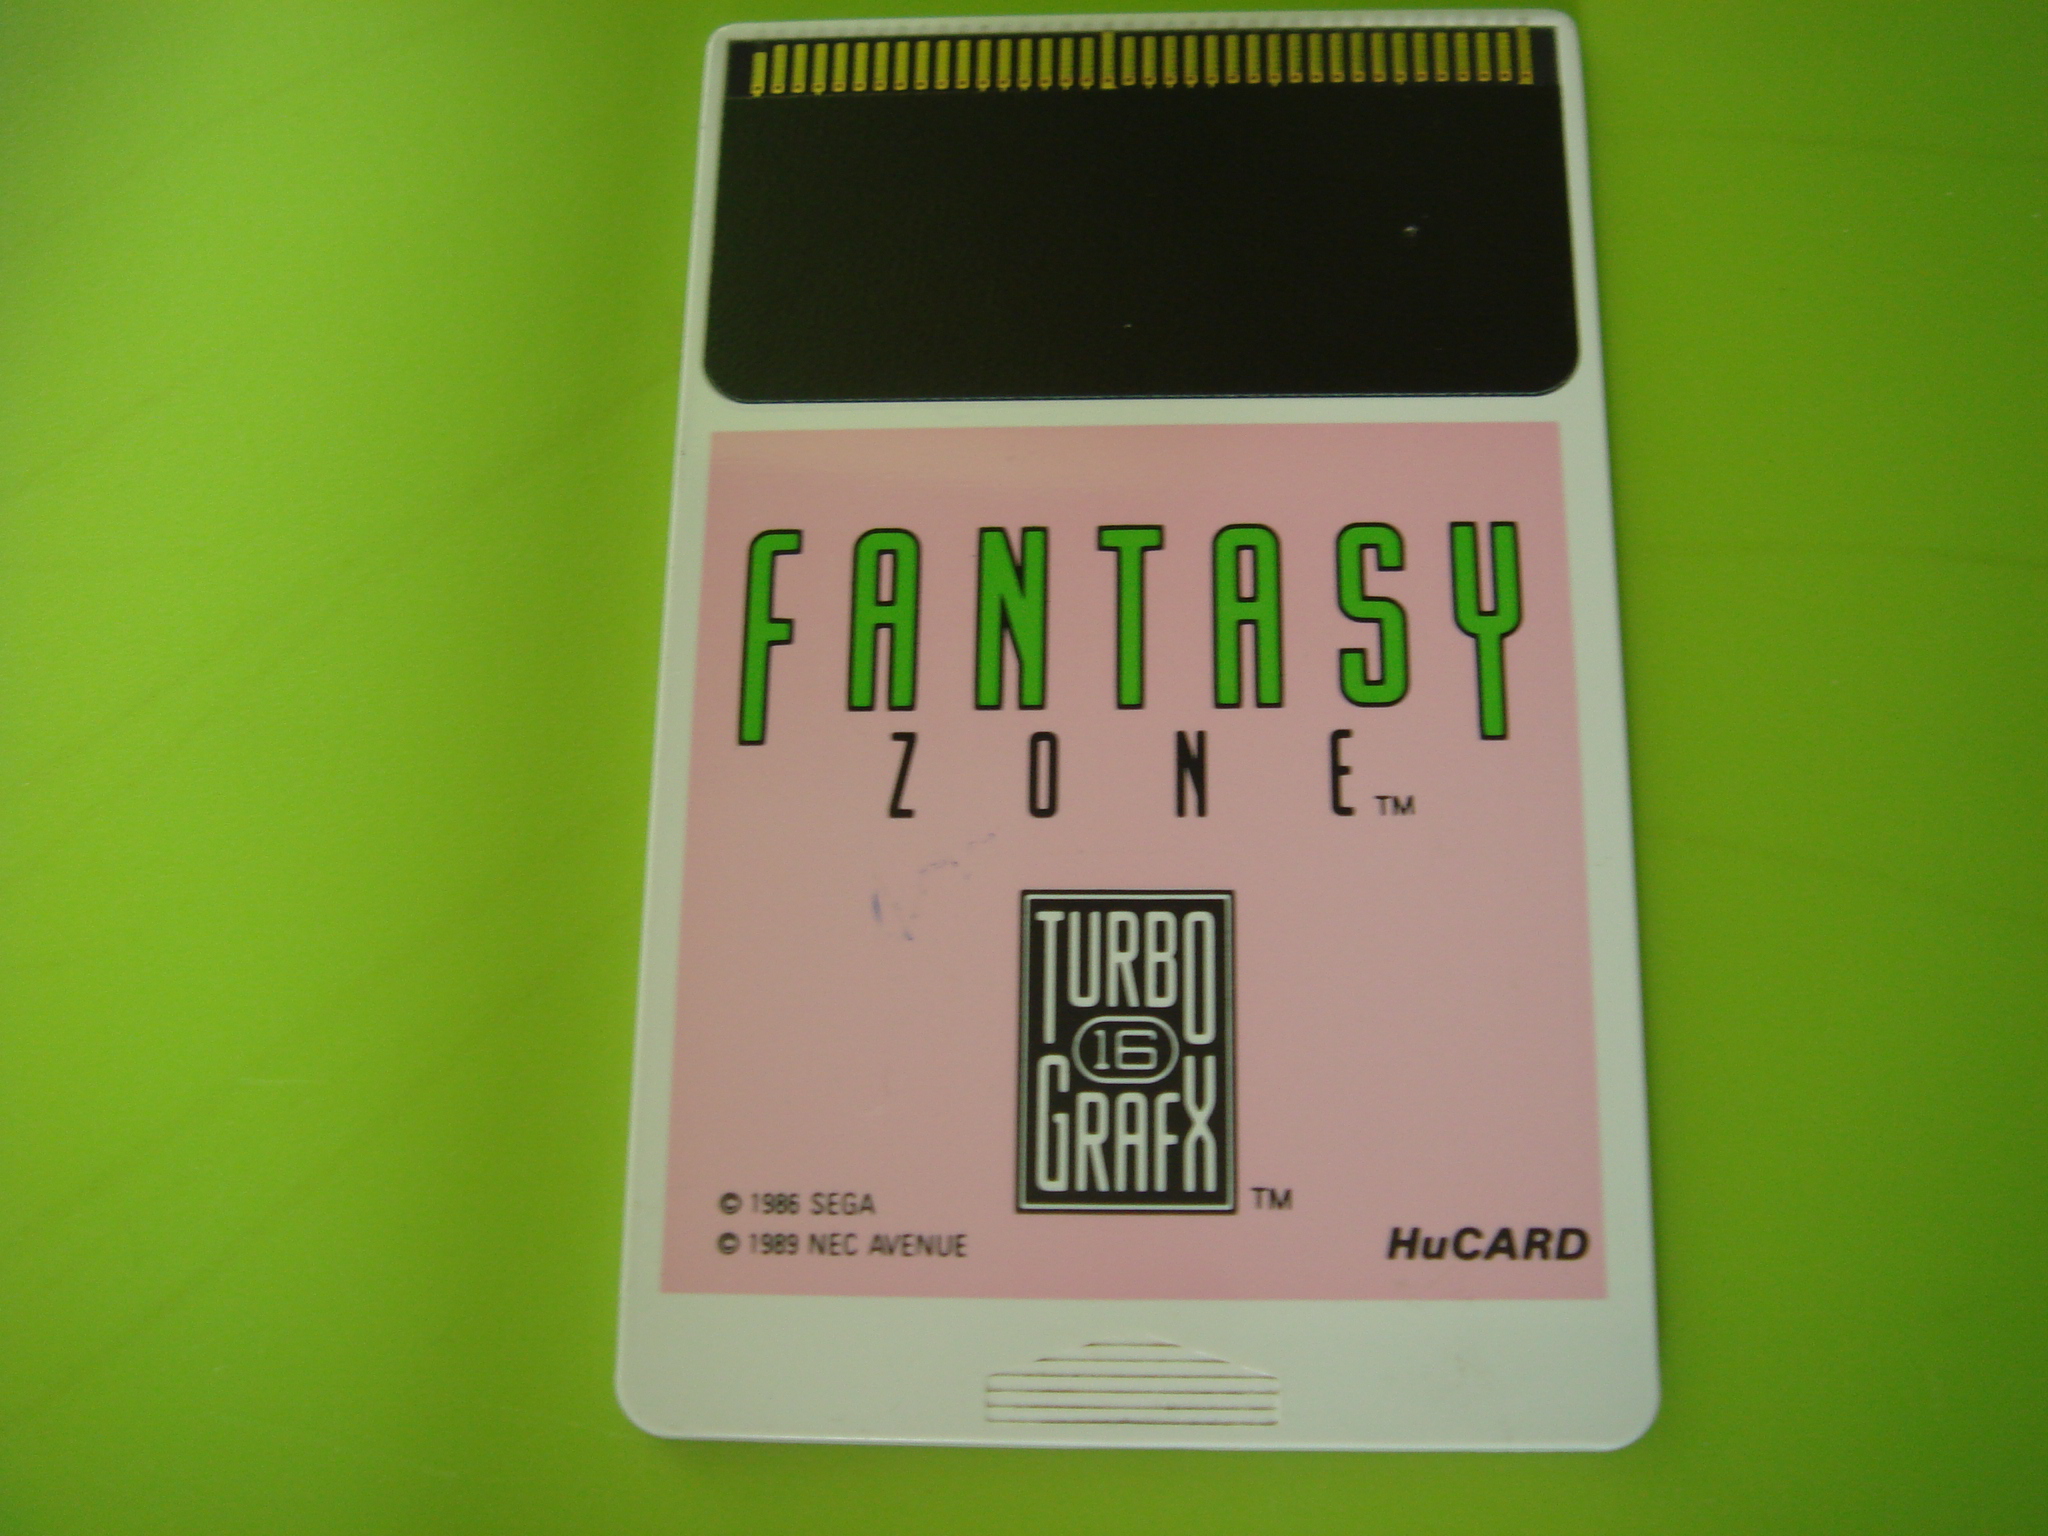 FANTASY
ZONE™
TURBO
16
GRAFX
™
© 1986 SEGA
© 1989 NEC AVENUE
HuCARD